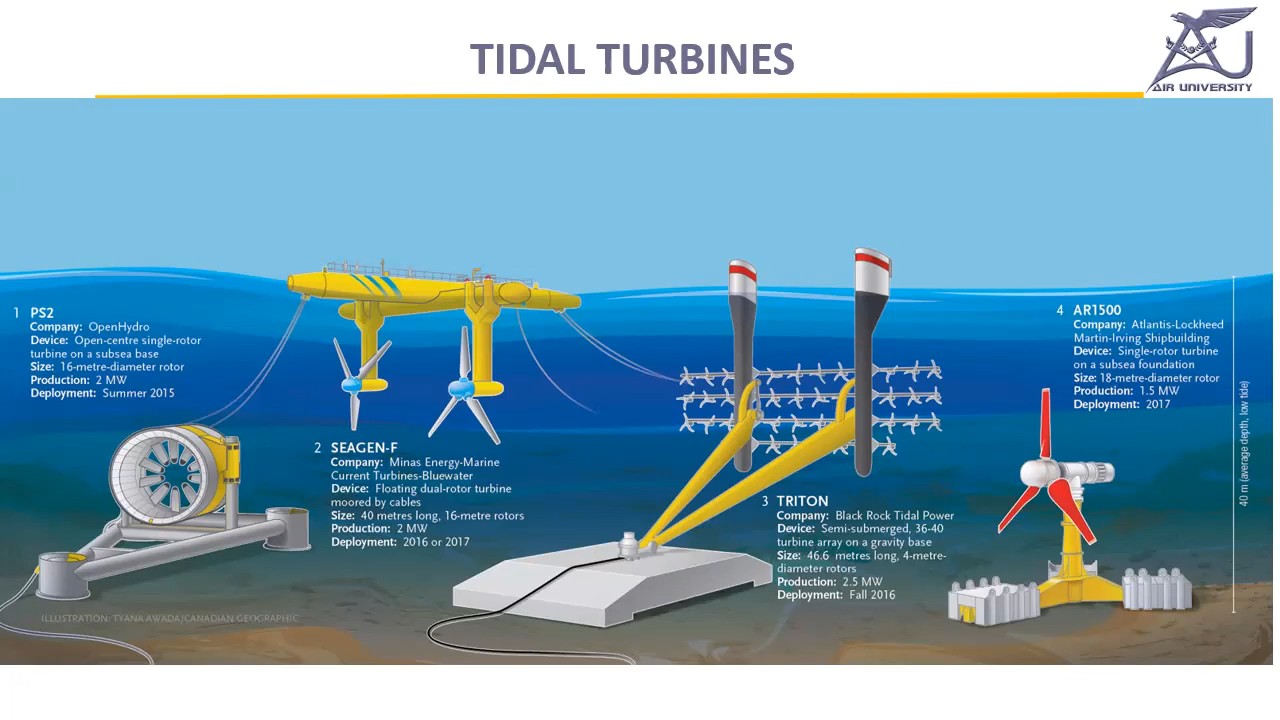 TIDAL TURBINES
AIR UNIVERSITY
1 PS2
Company: OpenHydro
Device: Open-centre single-rotor
turbine on a subsea base
Size: 16-metre-diameter rotor
Production: 2 MW
Deployment: Summer 2015
2 SEAGEN-F
Company: Minas Energy-Marine
Current Turbines-Bluewater
Device: Floating dual-rotor turbine
moored by cables
Size: 40 metres long, 16-metre rotors
Production: 2 MW
Deployment: 2016 or 2017
3 TRITON
Company: Black Rock Tidal Power
Device: Semi-submerged, 36-40
turbine array on a gravity base
Size: 46.6 metres long, 4-metre-
diameter rotors
Production: 2.5 MW
Deployment: Fall 2016
4 AR1500
Company: Atlantis-Lockheed
Martin-Irving Shipbuilding
Device: Single-rotor turbine
on a subsea foundation
Size: 18-metre-diameter rotor
Production: 1.5 MW
Deployment: 2017
40 m (average depth, low tide)
ILLUSTRATION: TYANA AWADA/CANADIAN GEOGRAPHIC